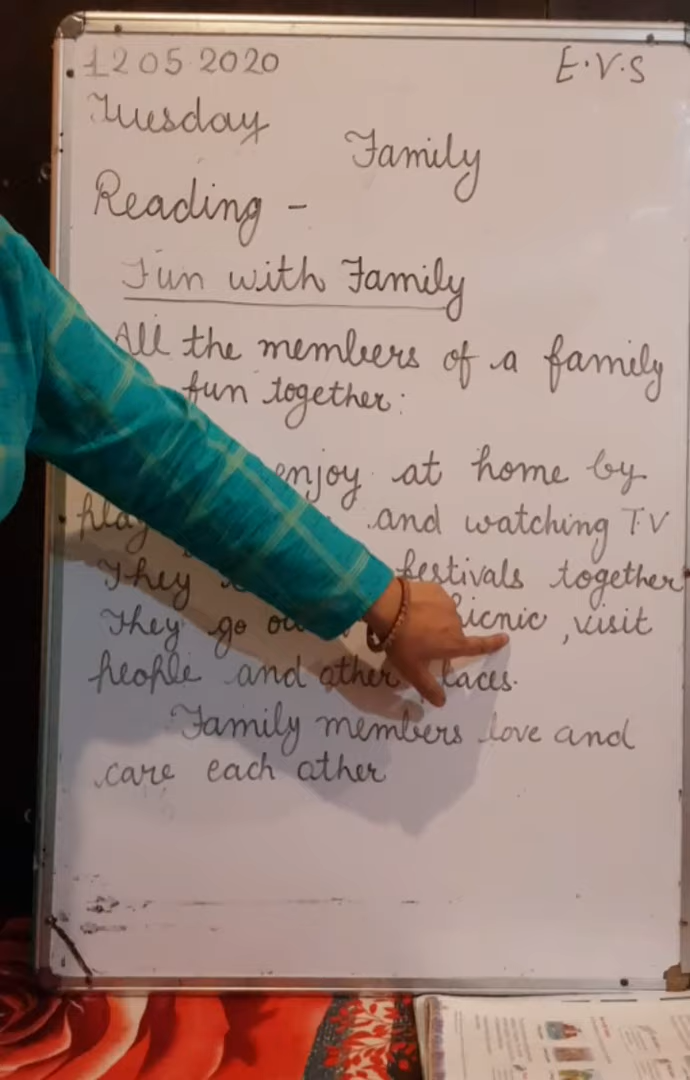 12 05 2020
E.V.S
Tuesday
Family
Reading -
Fun with Family
All the members of a family
fun together:
enjoy at home by
and watching TV
They festivals together
They go picnic, visit
people and other places.
Family members love and
care each other